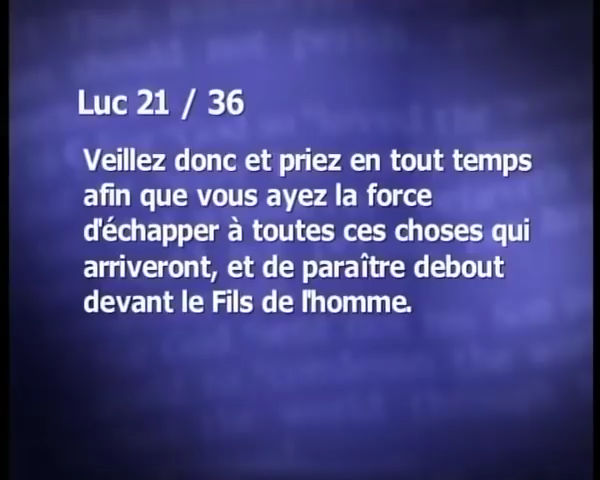 Luc 21 / 36
Veillez donc et priez en tout temps
afin que vous ayez la force
d'échapper à toutes ces choses qui
arriveront, et de paraître debout
devant le Fils de l'homme.